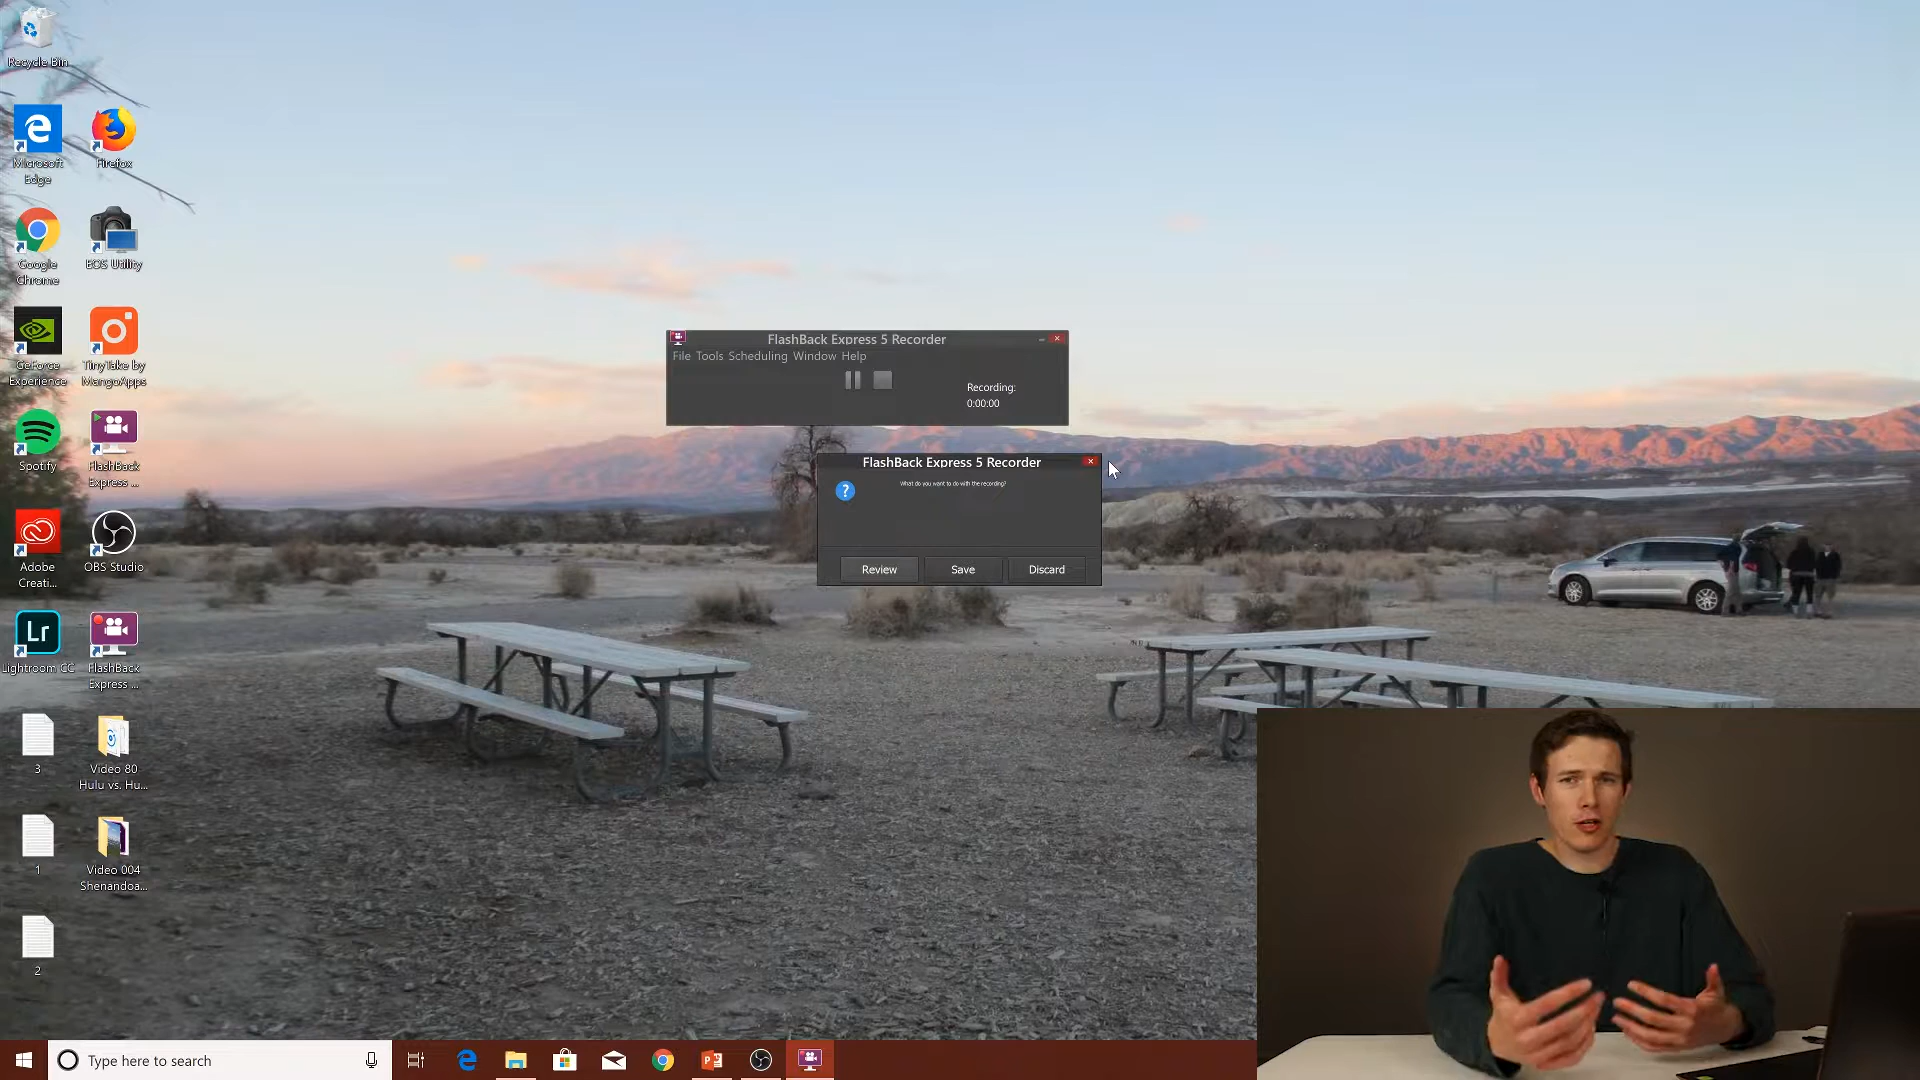 Recycle Bin
Microsoft
Edge
Firefox
Google
Chrome
EOS Utility
GeForce
Experience
TinyTake by
MangoApps
Spotify
FlashBack
Express ...
Adobe
Creati...
OBS Studio
Lr
Lightroom CC
FlashBack
Express ...
3
Video 80
Hulu vs. Hu...
1
Video 004
Shenandoa...
2
FlashBack Express 5 Recorder
File Tools Scheduling Window Help
Recording:
0:00:00
FlashBack Express 5 Recorder
What do you want to do with the recording?
Review Save Discard
Type here to search